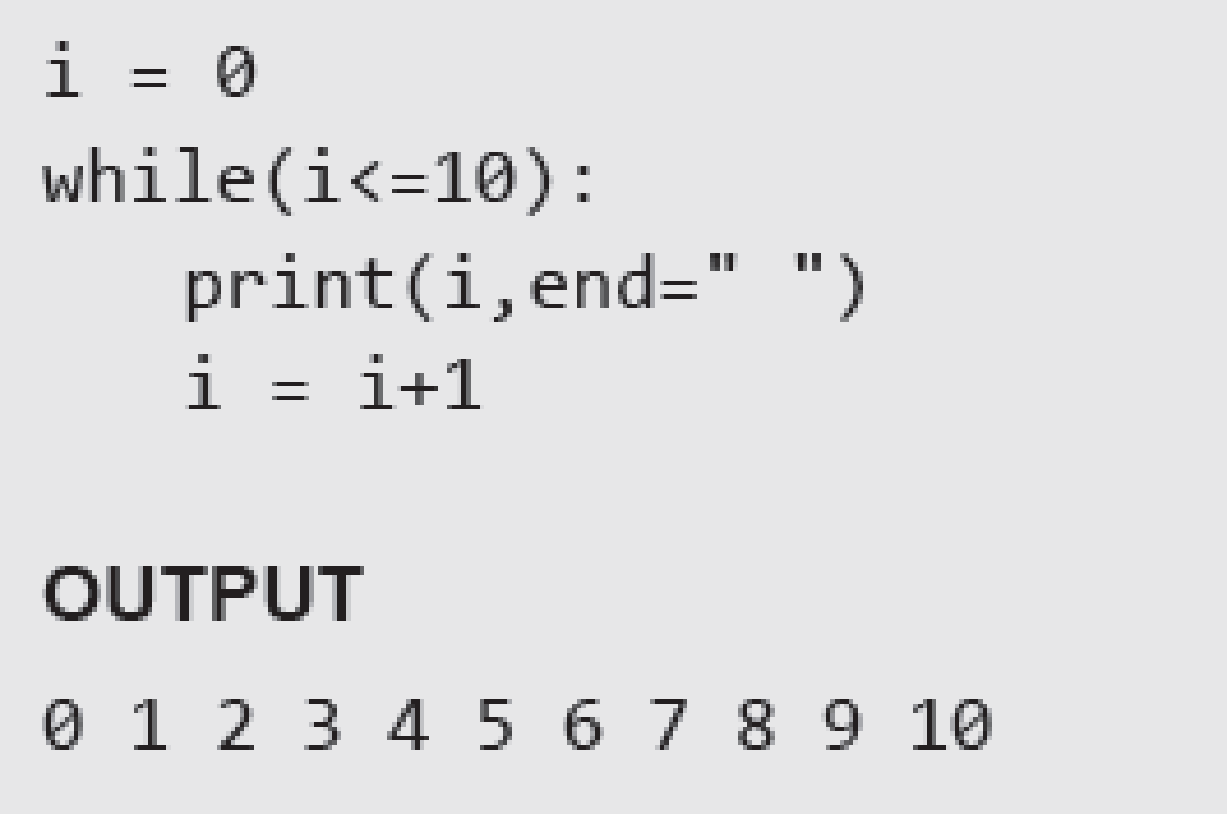 i = 0
while(i<=10):
   print(i,end=" ")
   i = i+1
OUTPUT
0 1 2 3 4 5 6 7 8 9 10